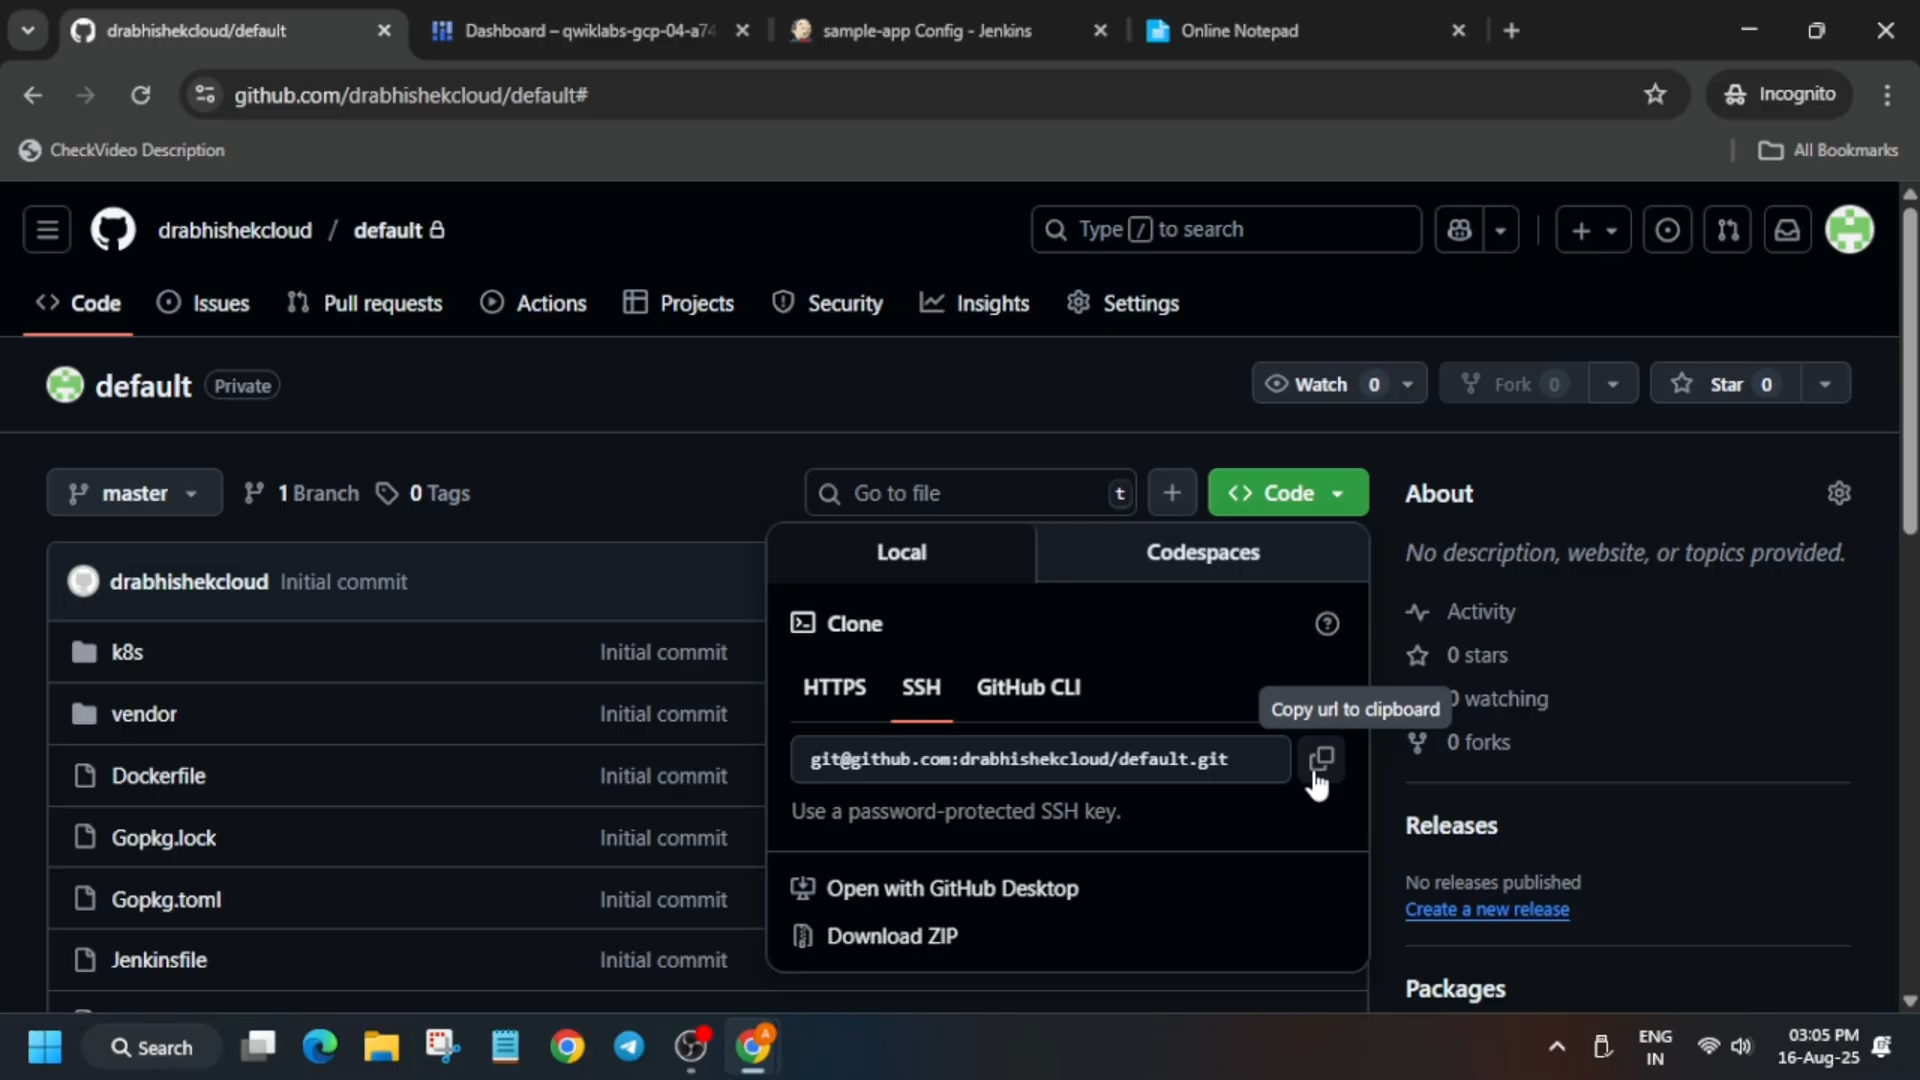 drabhishekcloud/default
Dashboard – qwiklabs-gcp-04-a74
sample-app Config - Jenkins
Online Notepad
github.com/drabhishekcloud/default#
Incognito
CheckVideo Description
All Bookmarks
drabhishekcloud / default
Type / to search
Code
Issues
Pull requests
Actions
Projects
Security
Insights
Settings
default Private
Watch 0
Fork 0
Star 0
master
1 Branch
0 Tags
Go to file t
Code
About
No description, website, or topics provided.
Activity
0 stars
0 watching
0 forks
Local
Codespaces
Clone
HTTPS
SSH
GitHub CLI
Copy url to clipboard
git@github.com:drabhishekcloud/default.git
Use a password-protected SSH key.
Open with GitHub Desktop
Download ZIP
drabhishekcloud Initial commit
k8s Initial commit
vendor Initial commit
Dockerfile Initial commit
Gopkg.lock Initial commit
Gopkg.toml Initial commit
Jenkinsfile Initial commit
Releases
No releases published
Create a new release
Packages
Search
A
ENG
IN
03:05 PM
16-Aug-25